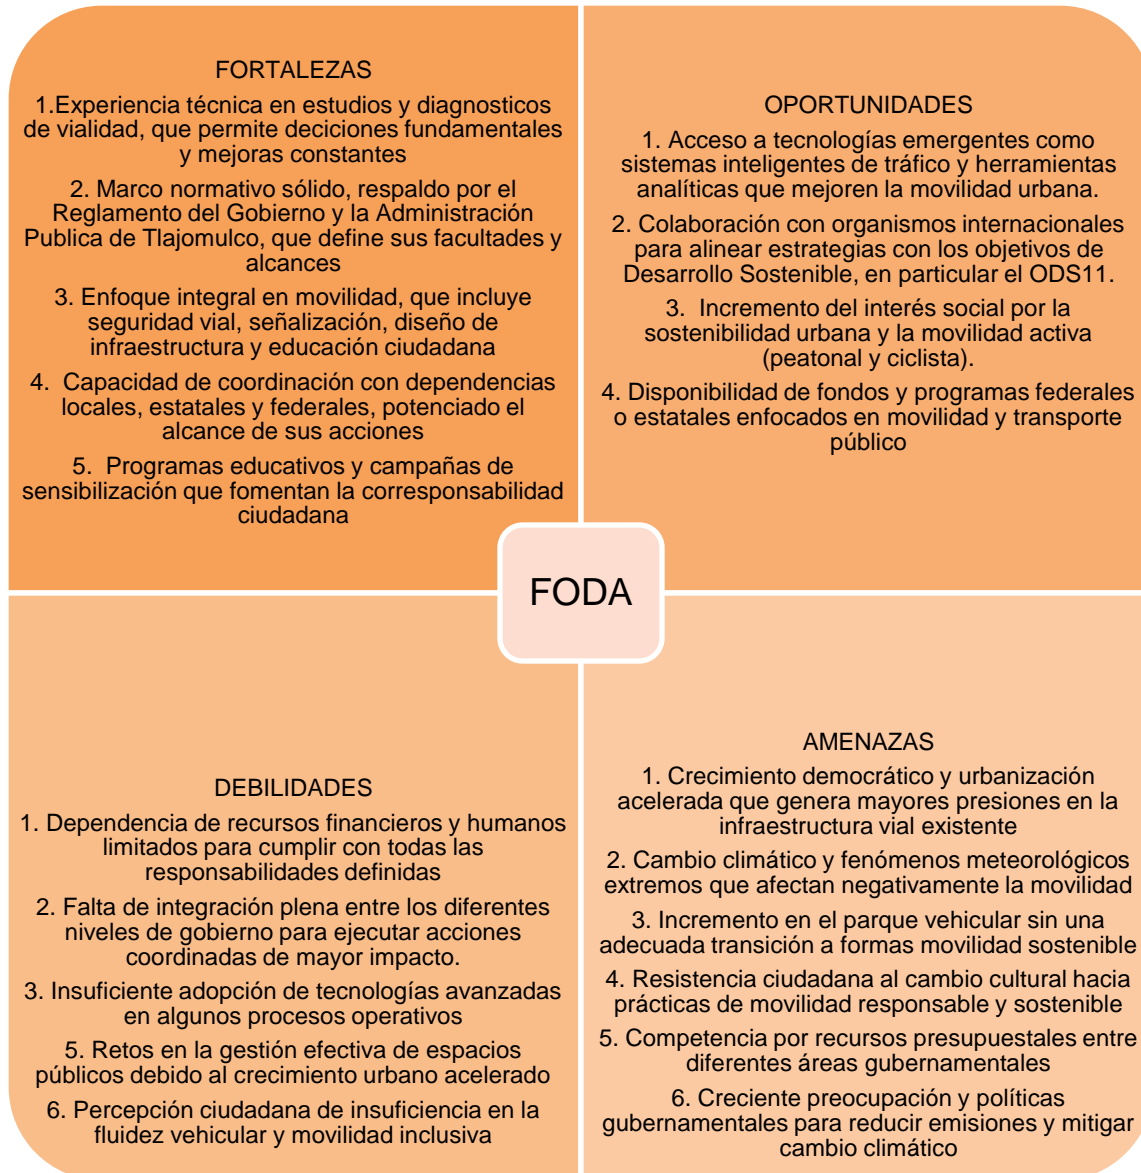 FORTALEZAS
1.Experiencia técnica en estudios y diagnosticos
de vialidad, que permite deciciones fundamentales
y mejoras constantes
2. Marco normativo sólido, respaldo por el
Reglamento del Gobierno y la Administración
Publica de Tlajomulco, que define sus facultades y
alcances
3. Enfoque integral en movilidad, que incluye
seguridad vial, señalización, diseño de
infraestructura y educación ciudadana
4. Capacidad de coordinación con dependencias
locales, estatales y federales, potenciado el
alcance de sus acciones
5. Programas educativos y campañas de
sensibilización que fomentan la corresponsabilidad
ciudadana
OPORTUNIDADES
1. Acceso a tecnologías emergentes como
sistemas inteligentes de tráfico y herramientas
analíticas que mejoren la movilidad urbana.
2. Colaboración con organismos internacionales
para alinear estrategias con los objetivos de
Desarrollo Sostenible, en particular el ODS11.
3. Incremento del interés social por la
sostenibilidad urbana y la movilidad activa
(peatonal y ciclista).
4. Disponibilidad de fondos y programas federales
o estatales enfocados en movilidad y transporte
público
FODA
DEBILIDADES
1. Dependencia de recursos financieros y humanos
limitados para cumplir con todas las
responsabilidades definidas
2. Falta de integración plena entre los diferentes
niveles de gobierno para ejecutar acciones
coordinadas de mayor impacto.
3. Insuficiente adopción de tecnologías avanzadas
en algunos procesos operativos
5. Retos en la gestión efectiva de espacios
públicos debido al crecimiento urbano acelerado
6. Percepción ciudadana de insuficiencia en la
fluidez vehicular y movilidad inclusiva
AMENAZAS
1. Crecimiento democrático y urbanización
acelerada que genera mayores presiones en la
infraestructura vial existente
2. Cambio climático y fenómenos meteorológicos
extremos que afectan negativamente la movilidad
3. Incremento en el parque vehicular sin una
adecuada transición a formas movilidad sostenible
4. Resistencia ciudadana al cambio cultural hacia
prácticas de movilidad responsable y sostenible
5. Competencia por recursos presupuestales entre
diferentes áreas gubernamentales
6. Creciente preocupación y políticas
gubernamentales para reducir emisiones y mitigar
cambio climático